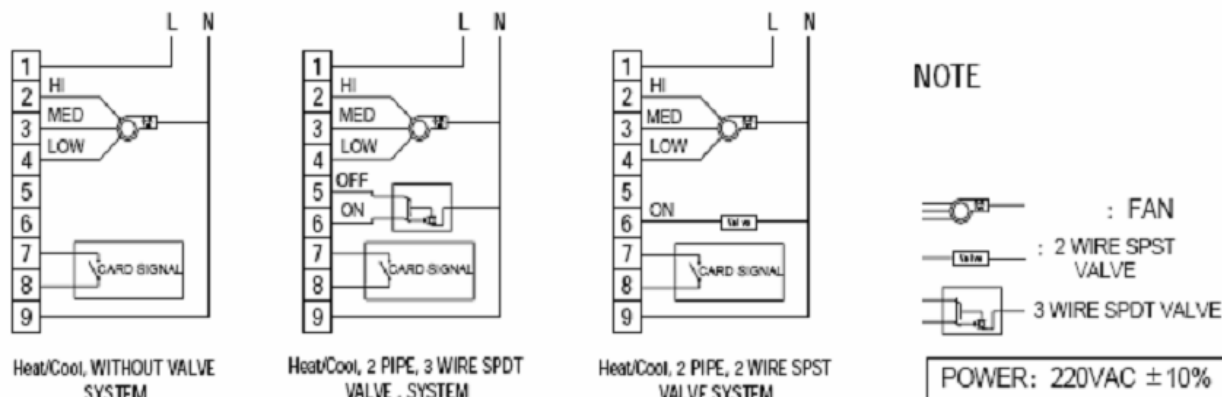 L N
1
2 HI
3 MED
4 LOW
5
6
7
8
9
CARD SIGNAL
Heat/Cool, WITHOUT VALVE
SYSTEM
L N
1
2 HI
3 MED
4 LOW
5 OFF
6 ON
7
8
9
CARD SIGNAL
Heat/Cool, 2 PIPE, 3 WIRE SPDT
VALVE . SYSTEM
L N
1
2 HI
3 MED
4 LOW
5
6 ON
7
8
9
Valve
CARD SIGNAL
Heat/Cool, 2 PIPE, 2 WIRE SPST
VALVE SYSTEM
NOTE
: FAN
Valve
: 2 WIRE SPST
VALVE
3 WIRE SPDT VALVE
POWER: 220VAC ±10%